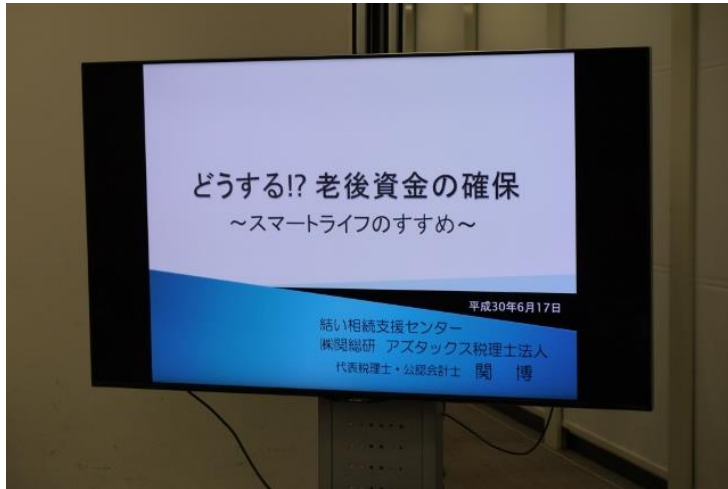 どうする!? 老後資金の確保
～スマートライフのすすめ～
平成30年6月17日
結い相続支援センター
㈱関総研 アズタックス税理士法人
代表税理士・公認会計士 関 博